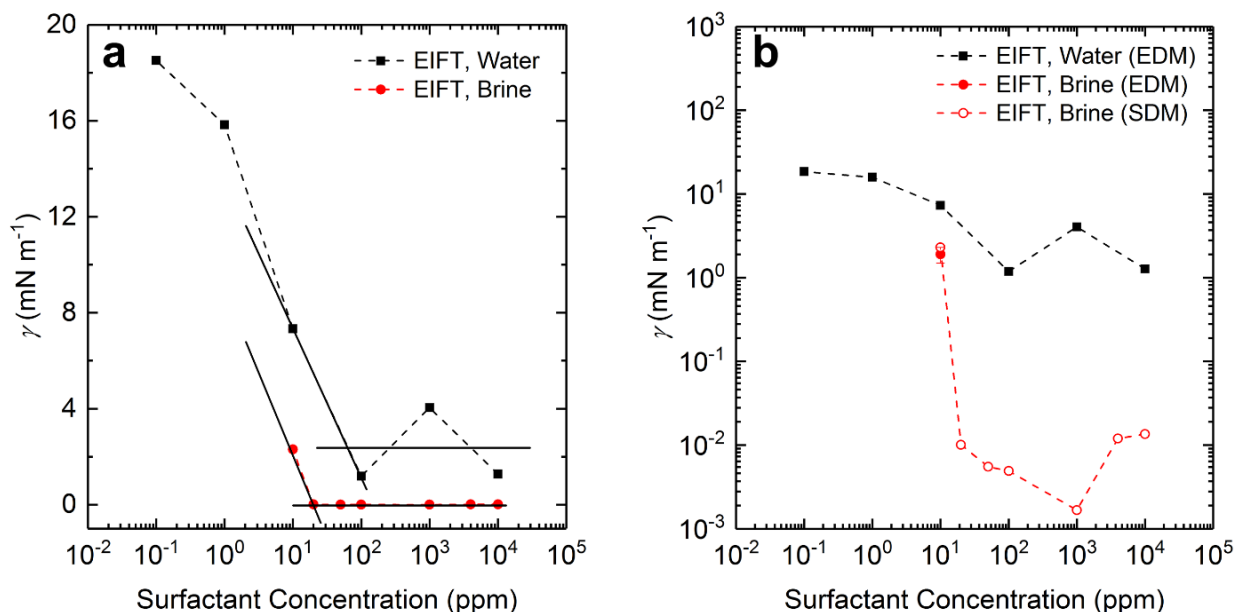 a
EIFT, Water
EIFT, Brine
20
16
12
8
4
0
γ (mN m⁻¹)
10⁻² 10⁻¹ 10⁰ 10¹ 10² 10³ 10⁴ 10⁵
Surfactant Concentration (ppm)
b
EIFT, Water (EDM)
EIFT, Brine (EDM)
EIFT, Brine (SDM)
10³
10²
10¹
10⁰
10⁻¹
10⁻²
10⁻³
γ (mN m⁻¹)
10⁻² 10⁻¹ 10⁰ 10¹ 10² 10³ 10⁴ 10⁵
Surfactant Concentration (ppm)